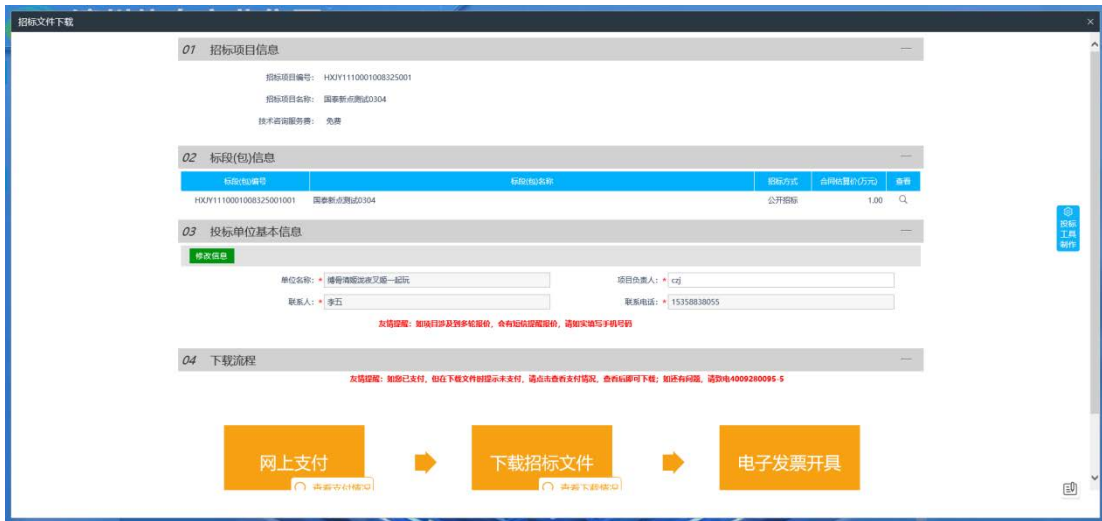 招标文件下载
01 招标项目信息
招标项目编号： HXJY1110001008325001
招标项目名称： 国泰新点测试0304
技术咨询服务费： 免费
02 标段(包)信息
标段(包)编号 标段(包)名称 招标方式 合同估算价(万元) 查看
HXJY1110001008325001001 国泰新点测试0304 公开招标 1.00
03 投标单位基本信息
修改信息
单位名称： * 项目负责人： * czj
联系人： * 李五 联系电话： * 15358838055
友情提醒：如项目涉及到多轮报价，会有短信提醒报价，请如实填写手机号码
04 下载流程
友情提醒：如您已支付，但在下载文件时提示未支付，请点击查看支付情况，查看后即可下载；如还有问题，请致电4009280095-5
网上支付 下载招标文件 电子发票开具
查看支付情况 查看下载情况
投标
工具
制作